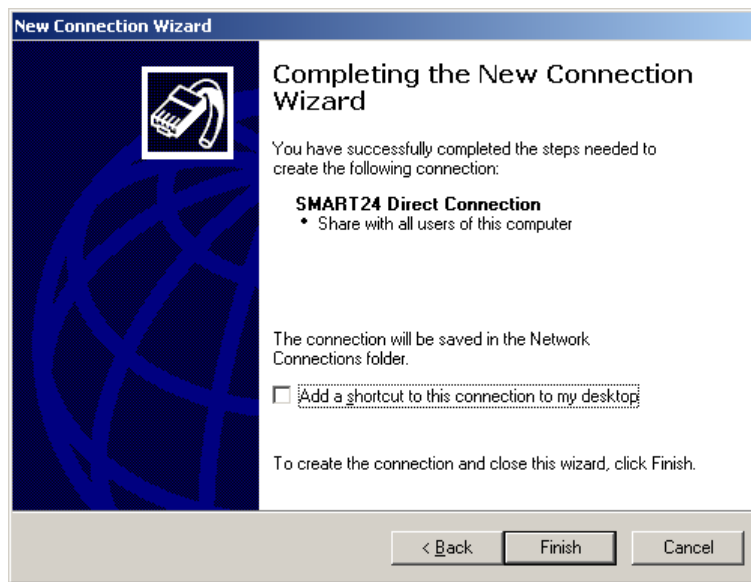 New Connection Wizard
Completing the New Connection
Wizard
You have successfully completed the steps needed to
create the following connection:
SMART24 Direct Connection
• Share with all users of this computer
The connection will be saved in the Network
Connections folder.
Add a shortcut to this connection to my desktop
To create the connection and close this wizard, click Finish.
< Back Finish Cancel